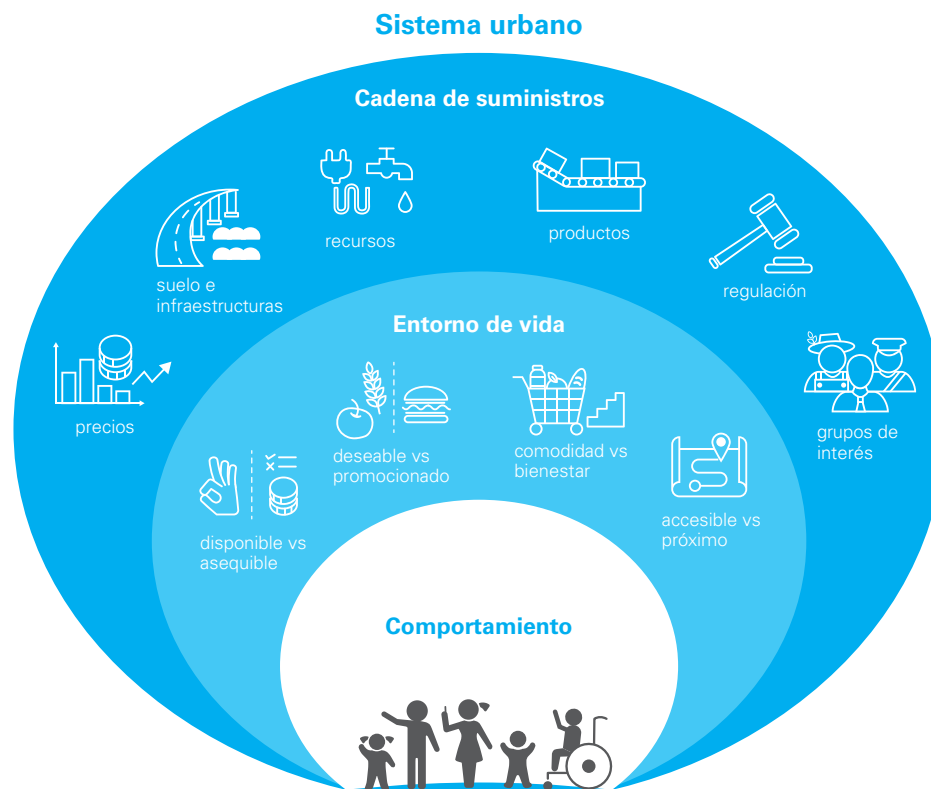 Sistema urbano
Cadena de suministros
recursos
productos
suelo e
infraestructuras
regulación
precios
grupos de
interés
Entorno de vida
deseable vs
promocionado
comodidad vs
bienestar
disponible vs
asequible
accesible vs
próximo
Comportamiento